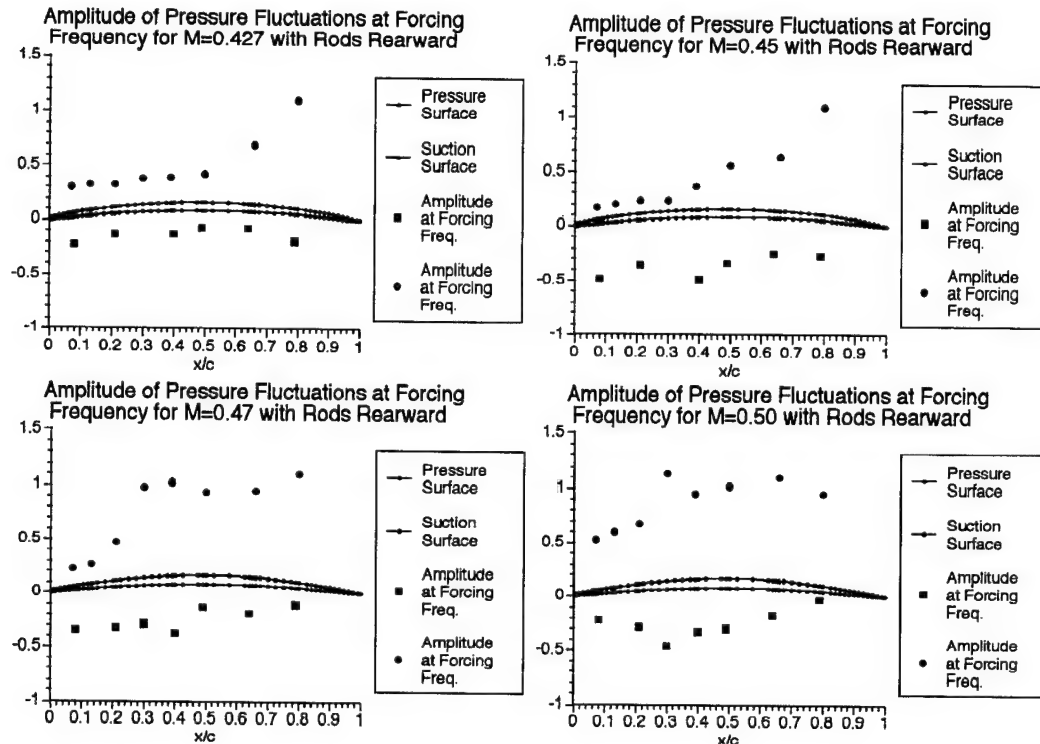 Amplitude of Pressure Fluctuations at Forcing
Frequency for M=0.427 with Rods Rearward
1.5
1
0.5
0
-0.5
-1
0 0.1 0.2 0.3 0.4 0.5 0.6 0.7 0.8 0.9 1
x/c
Pressure
Surface
Suction
Surface
Amplitude
at Forcing
Freq.
Amplitude
at Forcing
Freq.
Amplitude of Pressure Fluctuations at Forcing
Frequency for M=0.45 with Rods Rearward
1.5
1
0.5
0
-0.5
-1
0 0.1 0.2 0.3 0.4 0.5 0.6 0.7 0.8 0.9 1
x/c
Pressure
Surface
Suction
Surface
Amplitude
at Forcing
Freq.
Amplitude
at Forcing
Freq.
Amplitude of Pressure Fluctuations at Forcing
Frequency for M=0.47 with Rods Rearward
1.5
1
0.5
0
-0.5
-1
0 0.1 0.2 0.3 0.4 0.5 0.6 0.7 0.8 0.9 1
x/c
Pressure
Surface
Suction
Surface
Amplitude
at Forcing
Freq.
Amplitude
at Forcing
Freq.
Amplitude of Pressure Fluctuations at Forcing
Frequency for M=0.50 with Rods Rearward
1.5
1
0.5
0
-0.5
-1
0 0.1 0.2 0.3 0.4 0.5 0.6 0.7 0.8 0.9 1
x/c
Pressure
Surface
Suction
Surface
Amplitude
at Forcing
Freq.
Amplitude
at Forcing
Freq.